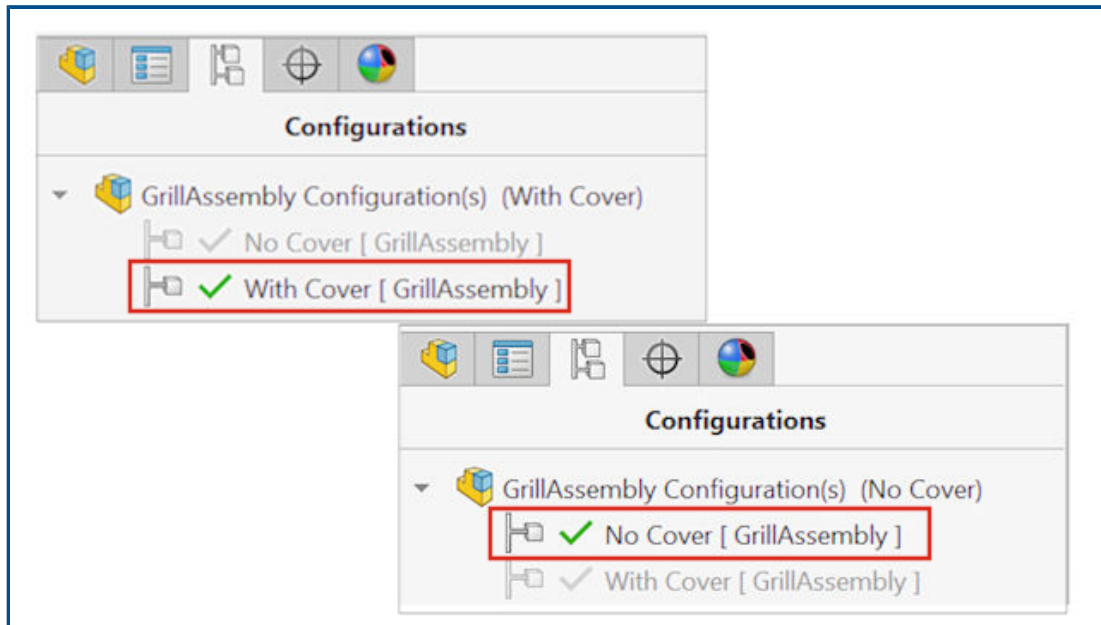 Configurations
GrillAssembly Configuration(s) (With Cover)
No Cover [ GrillAssembly ]
With Cover [ GrillAssembly ]
Configurations
GrillAssembly Configuration(s) (No Cover)
No Cover [ GrillAssembly ]
With Cover [ GrillAssembly ]